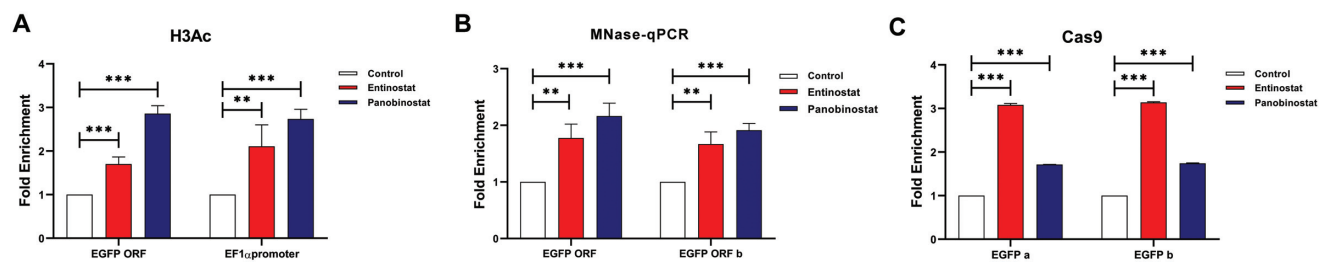 A
H3Ac
Fold Enrichment
4
3
2
1
0
***
***
***
**
EGFP ORF
EF1αpromoter
Control
Entinostat
Panobinostat
B
MNase-qPCR
Fold Enrichment
3
2
1
0
***
**
***
**
EGFP ORF
EGFP ORF b
Control
Entinostat
Panobinostat
C
Cas9
Fold Enrichment
4
3
2
1
0
***
***
***
***
EGFP a
EGFP b
Control
Entinostat
Panobinostat